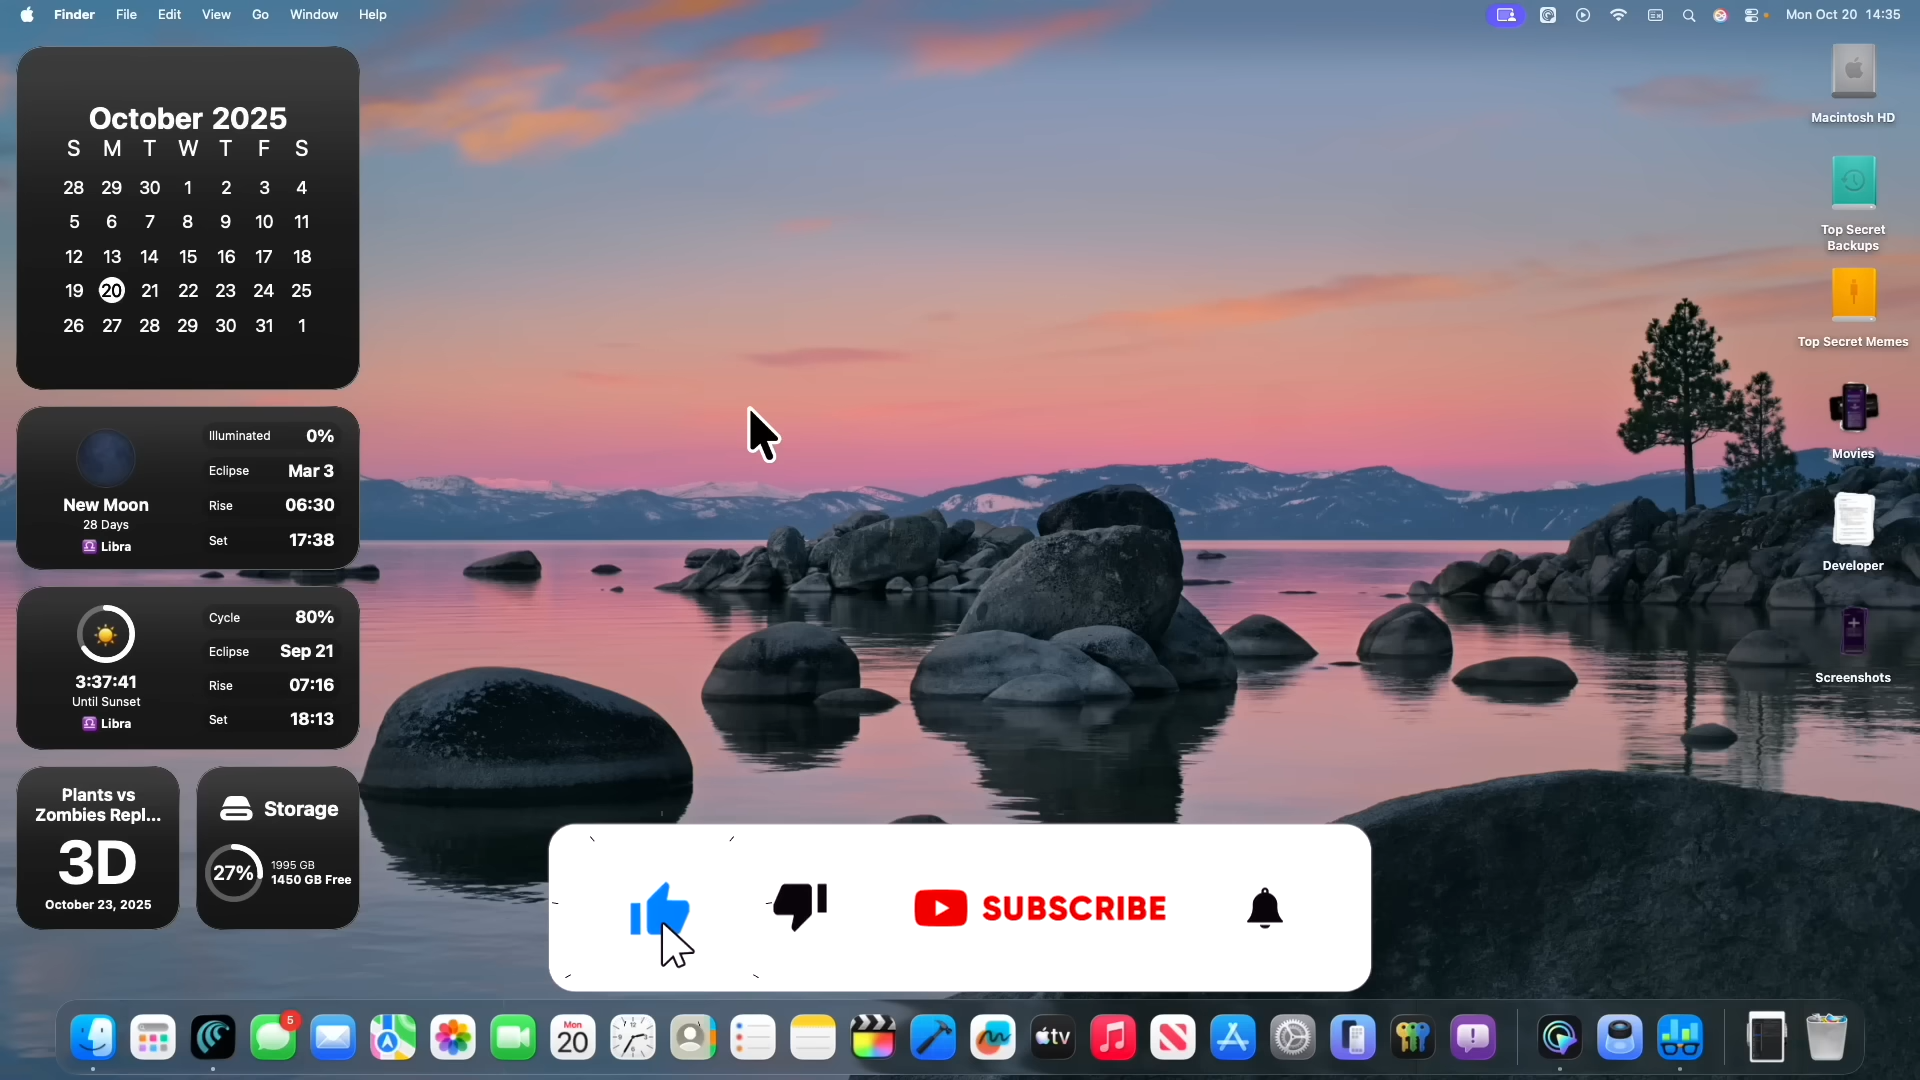 Finder File Edit View Go Window Help
Mon Oct 20 14:35
October 2025
S M T W T F S
28 29 30 1 2 3 4
5 6 7 8 9 10 11
12 13 14 15 16 17 18
19 20 21 22 23 24 25
26 27 28 29 30 31 1
New Moon
28 Days
Libra
Illuminated 0%
Eclipse Mar 3
Rise 06:30
Set 17:38
3:37:41
Until Sunset
Libra
Cycle 80%
Eclipse Sep 21
Rise 07:16
Set 18:13
Plants vs
Zombies Repl...
3D
October 23, 2025
Storage
27%
1995 GB
1450 GB Free
Macintosh HD
Top Secret
Backups
Top Secret Memes
Movies
Developer
Screenshots
SUBSCRIBE
5
Mon
20
tv